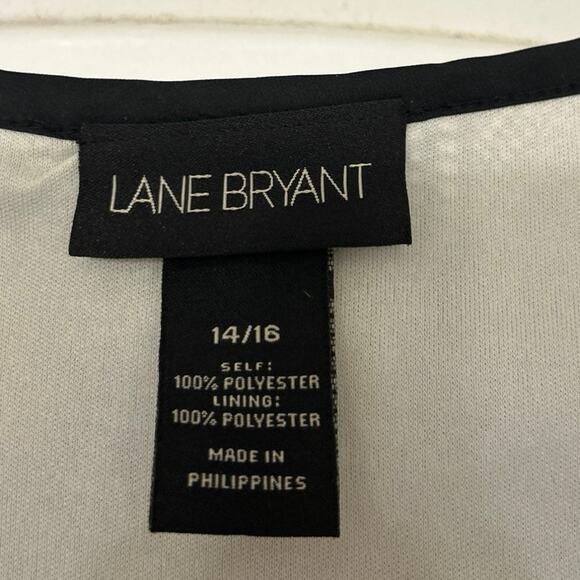 LANE BRYANT
14/16
SELF:
100% POLYESTER
LINING:
100% POLYESTER
MADE IN
PHILIPPINES